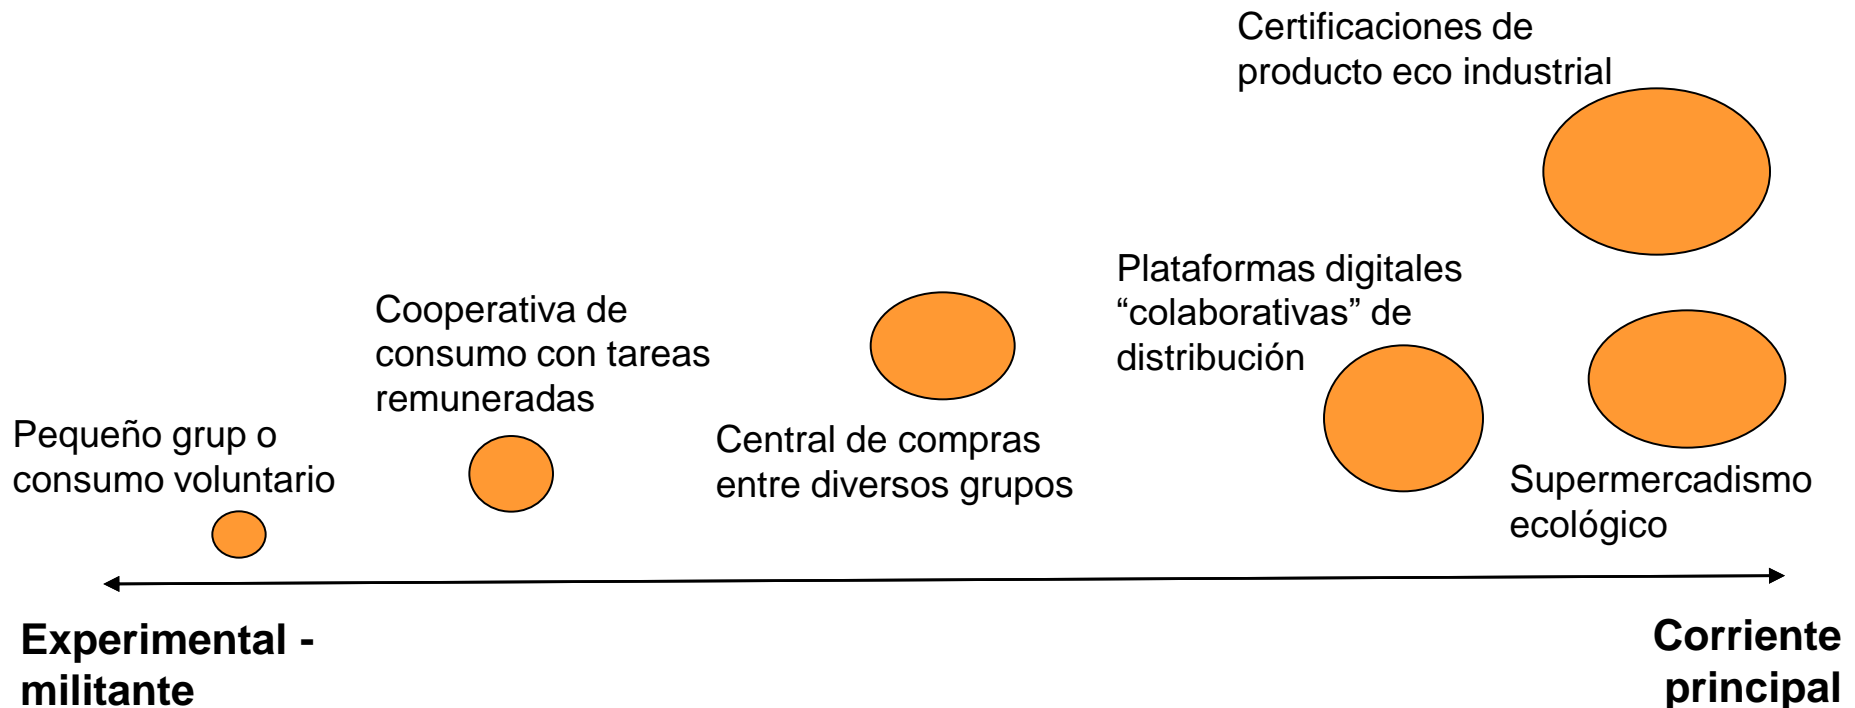 Certificaciones de
producto eco industrial
Plataformas digitales
“colaborativas” de
distribución
Cooperativa de
consumo con tareas
remuneradas
Pequeño grup o
consumo voluntario
Central de compras
entre diversos grupos
Supermercadismo
ecológico
Experimental -
militante
Corriente
principal